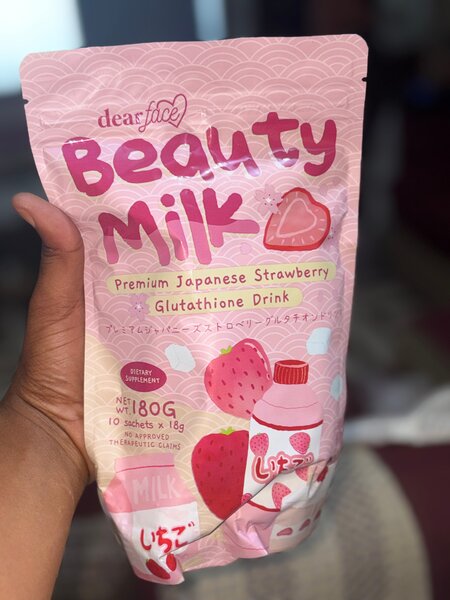 dear face
Beauty
Milk
Premium Japanese Strawberry
Glutathione Drink
プレミアムジャパニーズストロベリーグルタチオンドリ
DIETARY
SUPPLEMENT
NET
WT. 180G
10 sachets x 18g
NO APPROVED
THERAPEUTIC CLAIMS
いちご
MILK
いちご